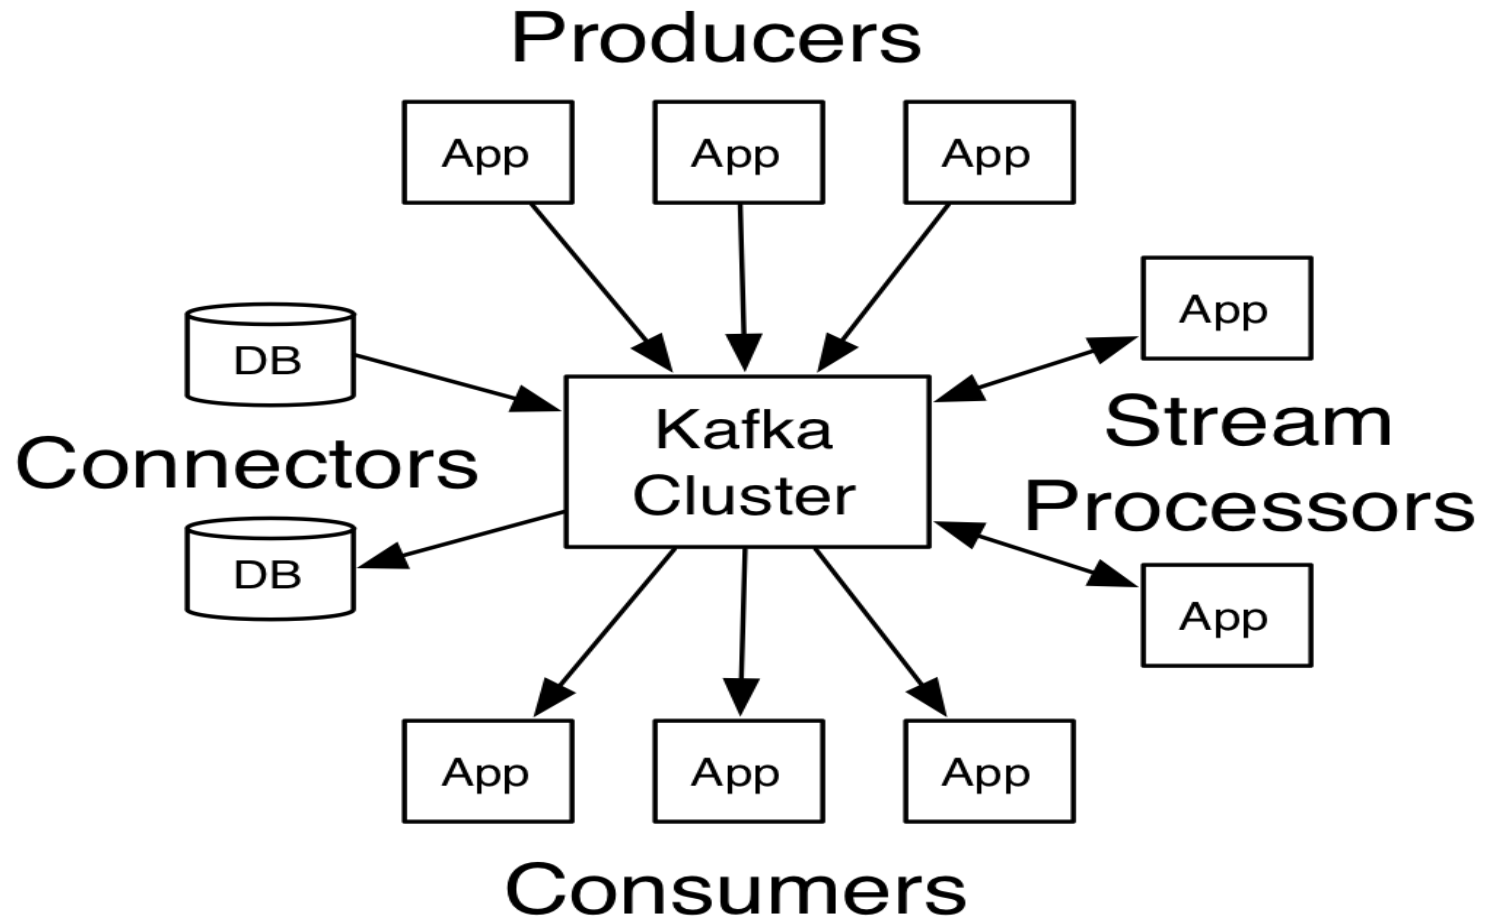 Producers
App
App
App
App
DB
Kafka
Cluster
Stream
Processors
Connectors
DB
App
App
App
App
Consumers